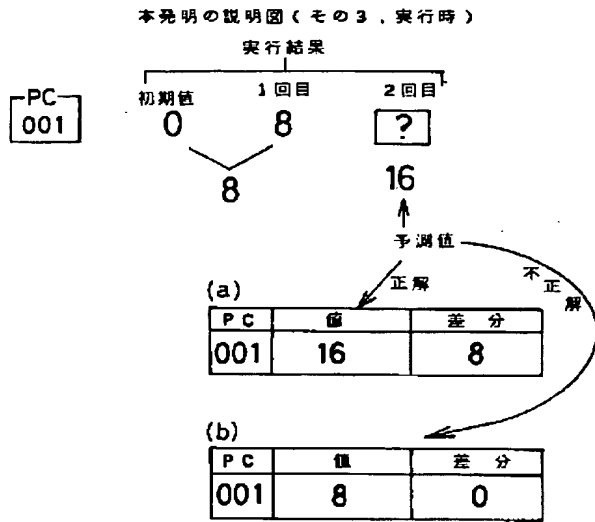 本発明の説明図(その3,実行時)
実行結果
PC 初期値 1回目 2回目
001 0 8 ?
8 16
予測値
正解 不正解
(a)
PC 値 差分
001 16 8
(b)
PC 値 差分
001 8 0